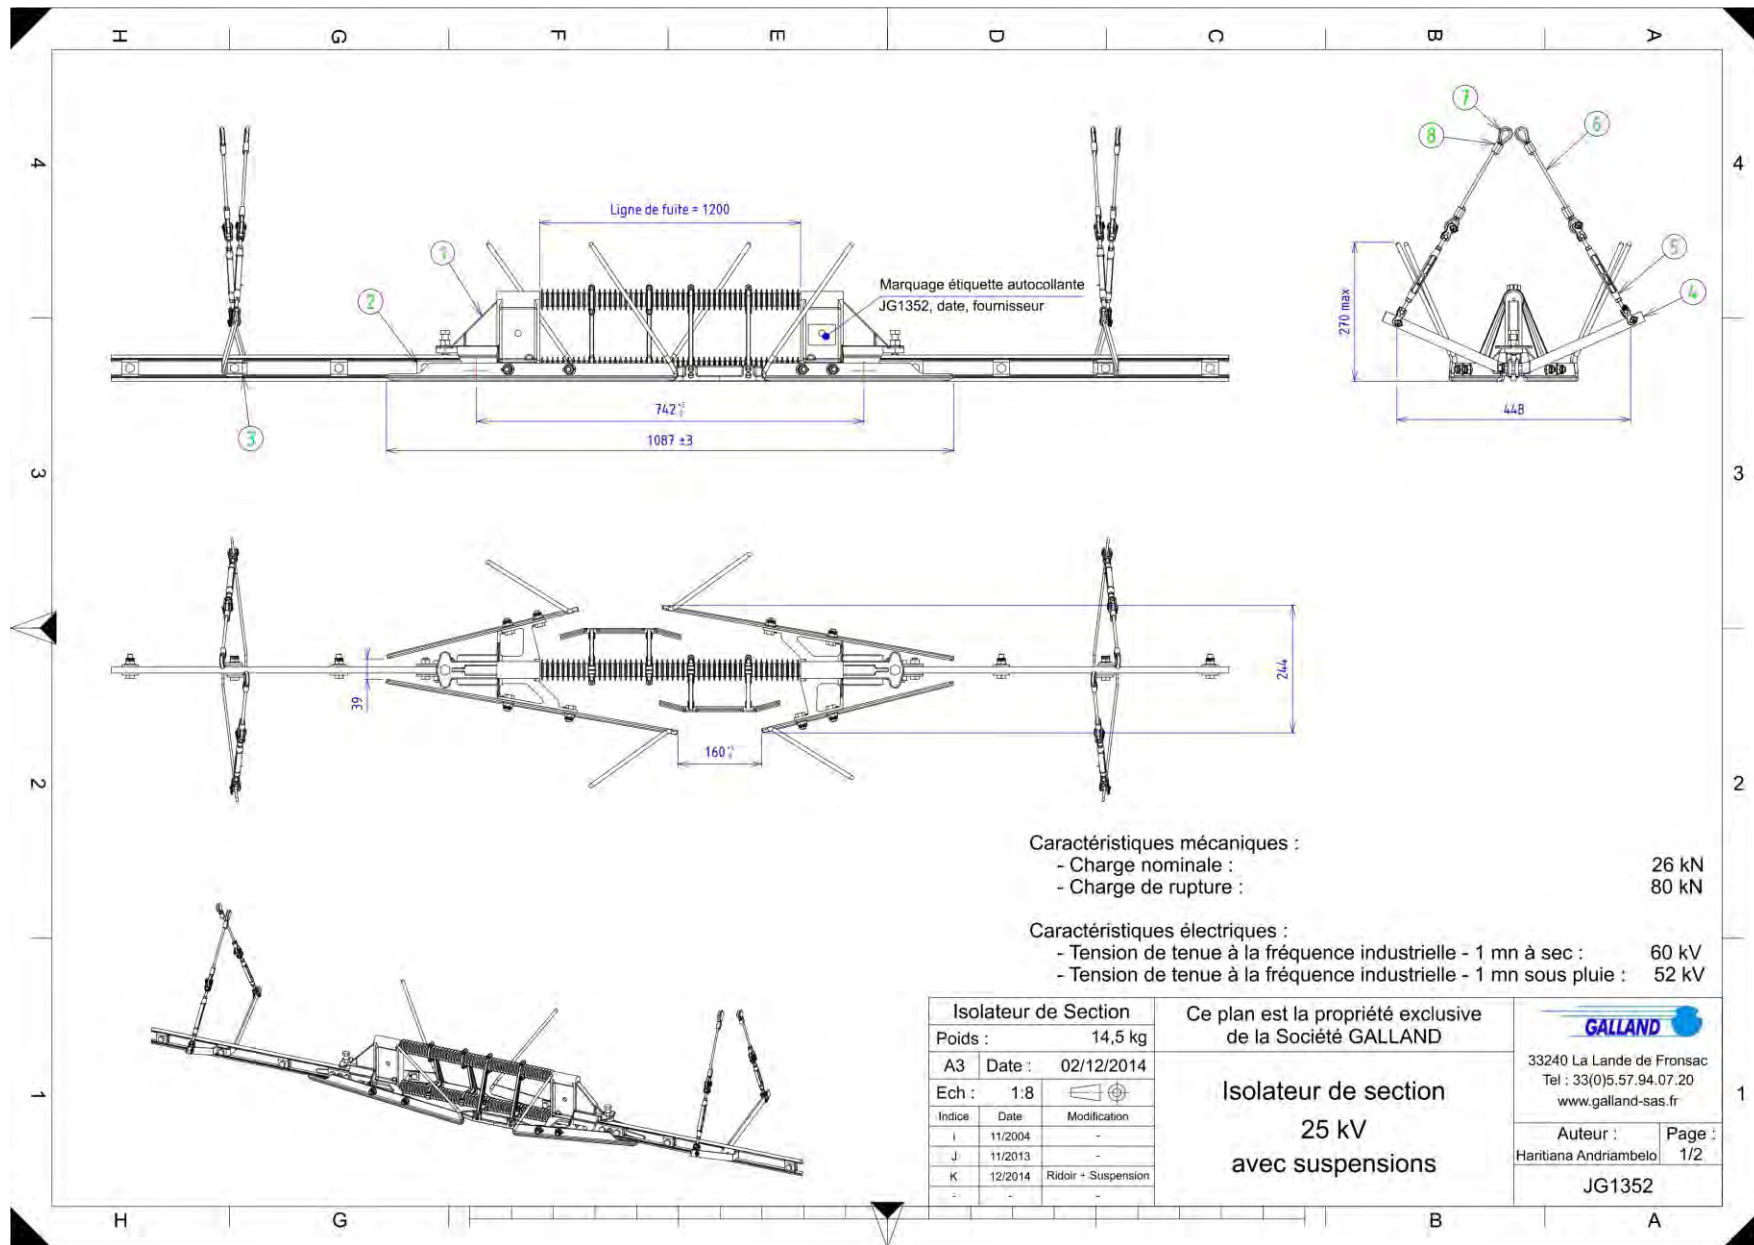 H G F E D C B A
4
4
7
8
6
Ligne de fuite = 1200
1
5
Marquage étiquette autocollante
JG1352, date, fournisseur
2
4
270 max
742
448
1087 ±3
3
3
3
244
39
160
2
2
Caractéristiques mécaniques :
- Charge nominale : 26 kN
- Charge de rupture : 80 kN
Caractéristiques électriques :
- Tension de tenue à la fréquence industrielle - 1 mn à sec : 60 kV
- Tension de tenue à la fréquence industrielle - 1 mn sous pluie : 52 kV
1
1
Isolateur de Section
Poids : 14,5 kg
A3 Date : 02/12/2014
Ech : 1:8
Indice Date Modification
I 11/2004 -
J 11/2013 -
K 12/2014 Ridoir + Suspension
- - -
Ce plan est la propriété exclusive
de la Société GALLAND
Isolateur de section
25 kV
avec suspensions
GALLAND
33240 La Lande de Fronsac
Tel : 33(0)5.57.94.07.20
www.galland-sas.fr
Auteur : Page :
Haritiana Andriambelo 1/2
JG1352
H G B A